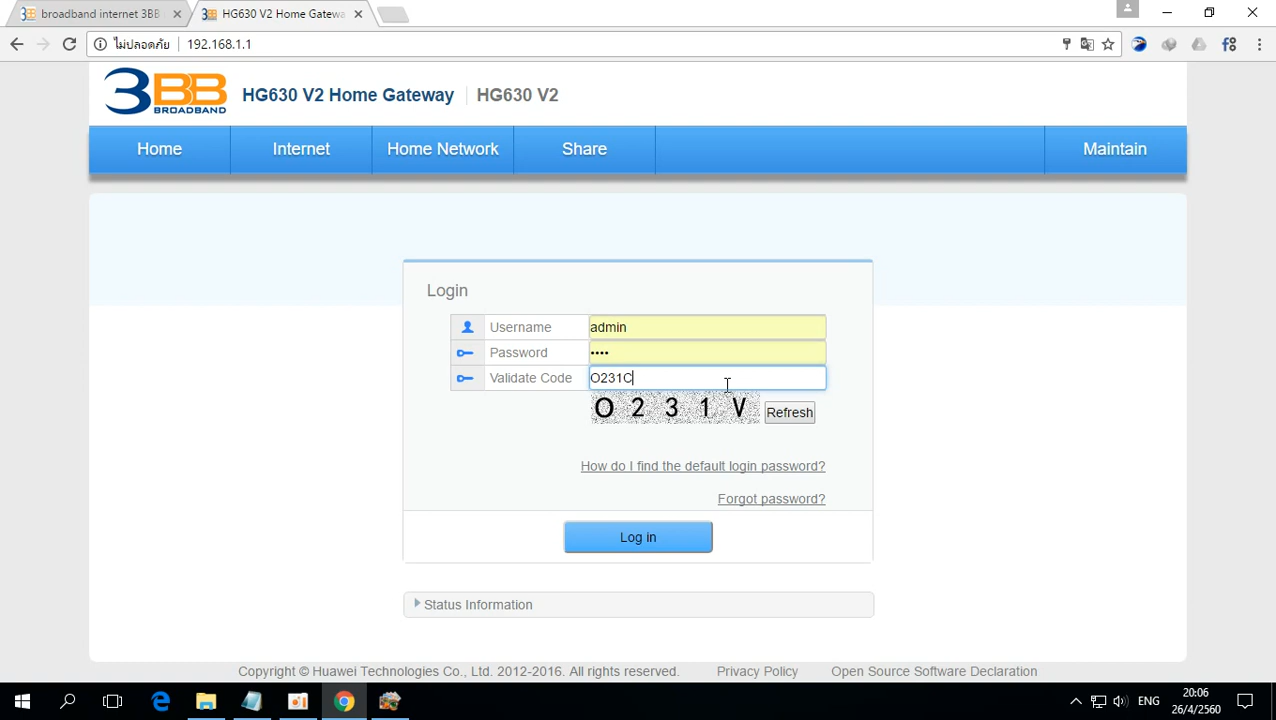 broadband internet 3BB
HG630 V2 Home Gatewa
ไม่ปลอดภัย 192.168.1.1
3BB BROADBAND
HG630 V2 Home Gateway HG630 V2
Home Internet Home Network Share Maintain
Login
Username admin
Password ••••
Validate Code O231C
O 2 3 1 V Refresh
How do I find the default login password?
Forgot password?
Log in
Status Information
Copyright © Huawei Technologies Co., Ltd. 2012-2016. All rights reserved. Privacy Policy Open Source Software Declaration
ENG
20:06
26/4/2560